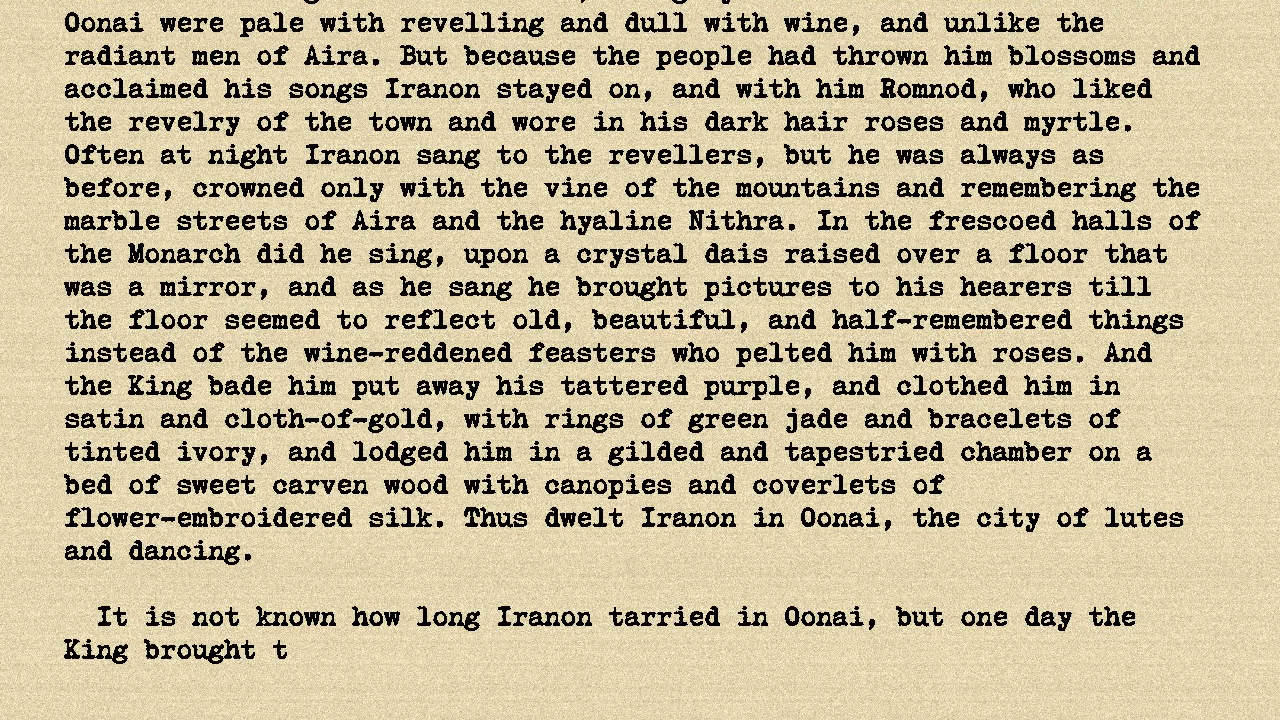 Oonai were pale with revelling and dull with wine, and unlike the
radiant men of Aira. But because the people had thrown him blossoms and
acclaimed his songs Iranon stayed on, and with him Romnod, who liked
the revelry of the town and wore in his dark hair roses and myrtle.
Often at night Iranon sang to the revellers, but he was always as
before, crowned only with the vine of the mountains and remembering the
marble streets of Aira and the hyaline Nithra. In the frescoed halls of
the Monarch did he sing, upon a crystal dais raised over a floor that
was a mirror, and as he sang he brought pictures to his hearers till
the floor seemed to reflect old, beautiful, and half-remembered things
instead of the wine-reddened feasters who pelted him with roses. And
the King bade him put away his tattered purple, and clothed him in
satin and cloth-of-gold, with rings of green jade and bracelets of
tinted ivory, and lodged him in a gilded and tapestried chamber on a
bed of sweet carven wood with canopies and coverlets of
flower-embroidered silk. Thus dwelt Iranon in Oonai, the city of lutes
and dancing.
It is not known how long Iranon tarried in Oonai, but one day the
King brought t